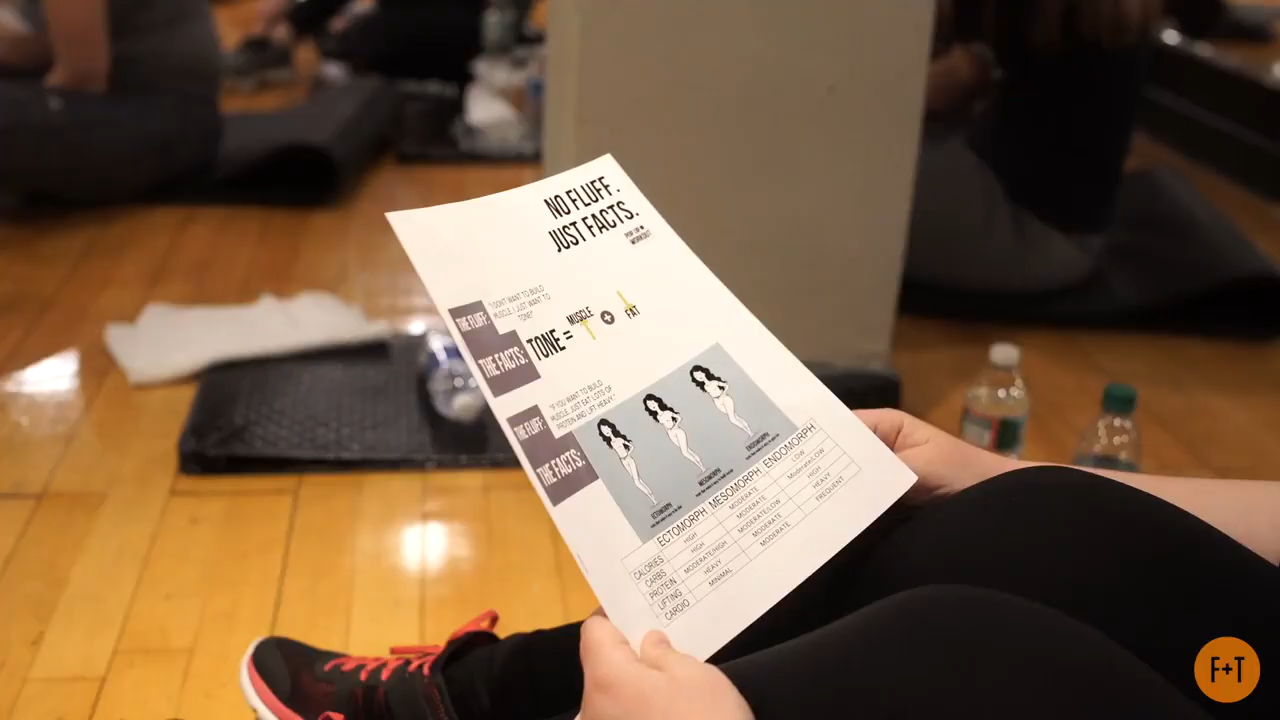 NO FLUFF.
JUST FACTS.
WORKOUT
THE FLUFF:
"I DON'T WANT TO BUILD
MUSCLE, I JUST WANT TO
TONE!"
THE FACTS:
TONE = MUSCLE + FAT
THE FLUFF:
"IF YOU WANT TO BUILD
MUSCLE, JUST EAT LOTS OF
PROTEIN AND LIFT HEAVY."
THE FACTS:
ECTOMORPH
MESOMORPH
ENDOMORPH
ECTOMORPH MESOMORPH ENDOMORPH
CALORIES HIGH MODERATE LOW
CARBS HIGH MODERATE Moderate/LOW
PROTEIN MODERATE/HIGH MODERATE/LOW HIGH
LIFTING HEAVY MODERATE HEAVY
CARDIO MINIMAL MODERATE FREQUENT
F+T